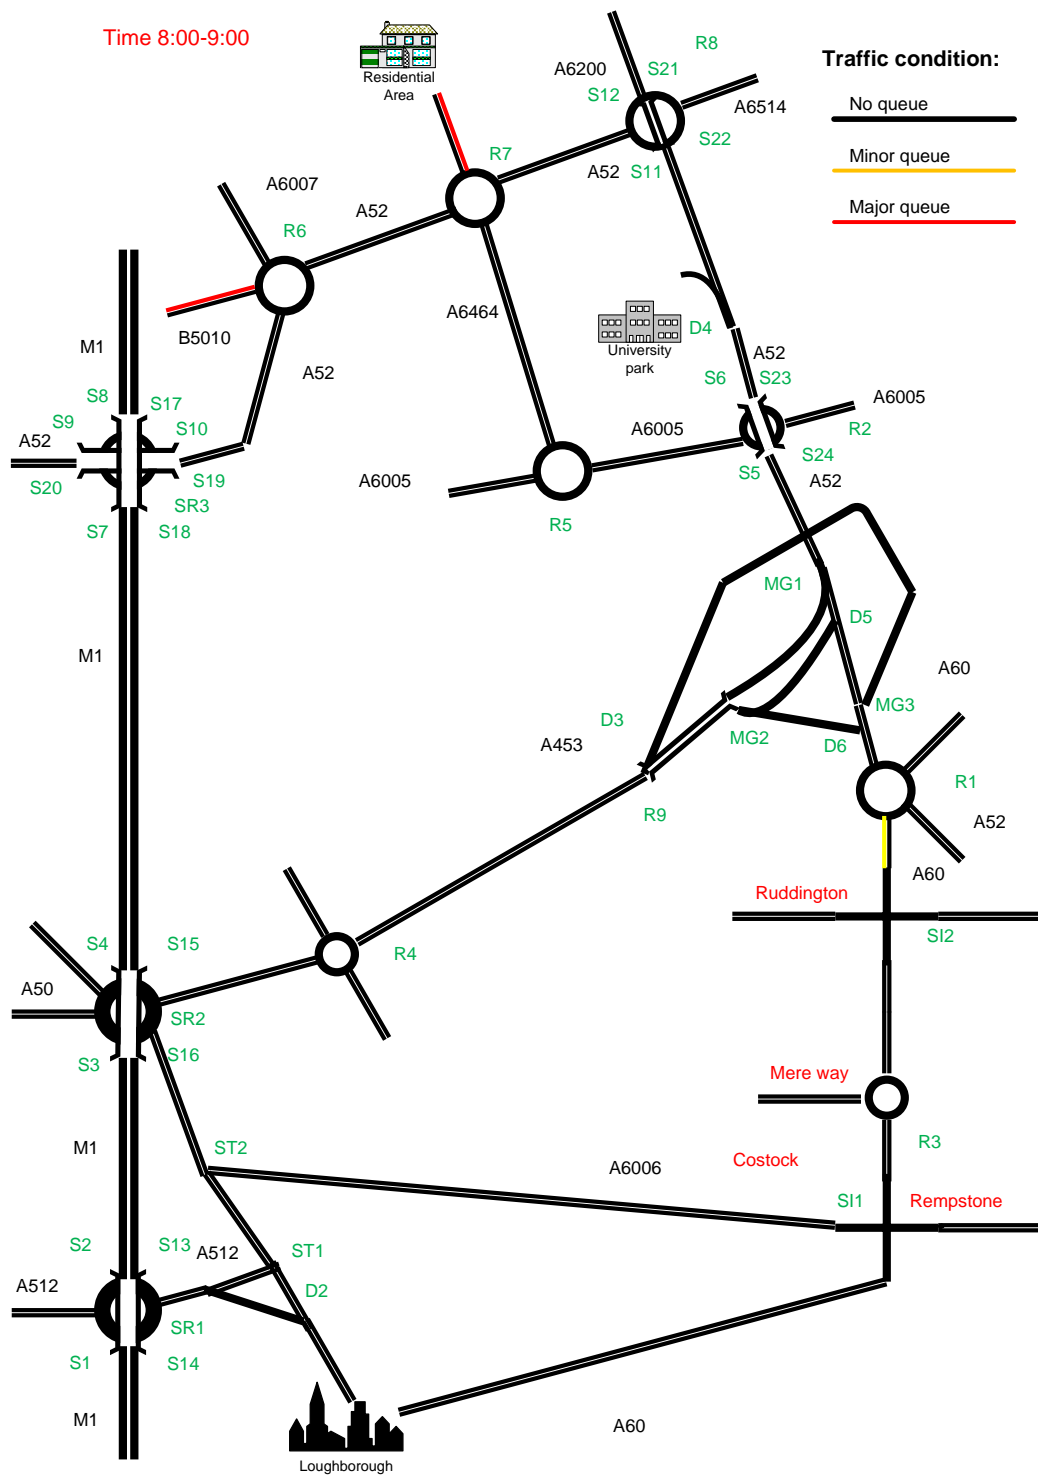 Time 8:00-9:00
Residential
Area
R8
A6200
S21
S12
A6514
S22
S11
R7
A52
Traffic condition:
No queue
Minor queue
Major queue
A6007
A52
R6
A6464
B5010
A52
M1
University
park
D4
A52
S6
S23
A6005
R2
A6005
S24
S5
A52
A6005
R5
S8
S17
S9
S10
A52
S20
S19
SR3
S7
S18
MG1
D5
M1
A60
MG3
D3
A453
MG2
D6
R1
R9
A52
A60
Ruddington
SI2
S4
S15
R4
A50
SR2
S16
S3
Mere way
R3
M1
ST2
A6006
Costock
SI1
Rempstone
S2
S13
A512
ST1
A512
D2
SR1
S1
S14
M1
A60
Loughborough